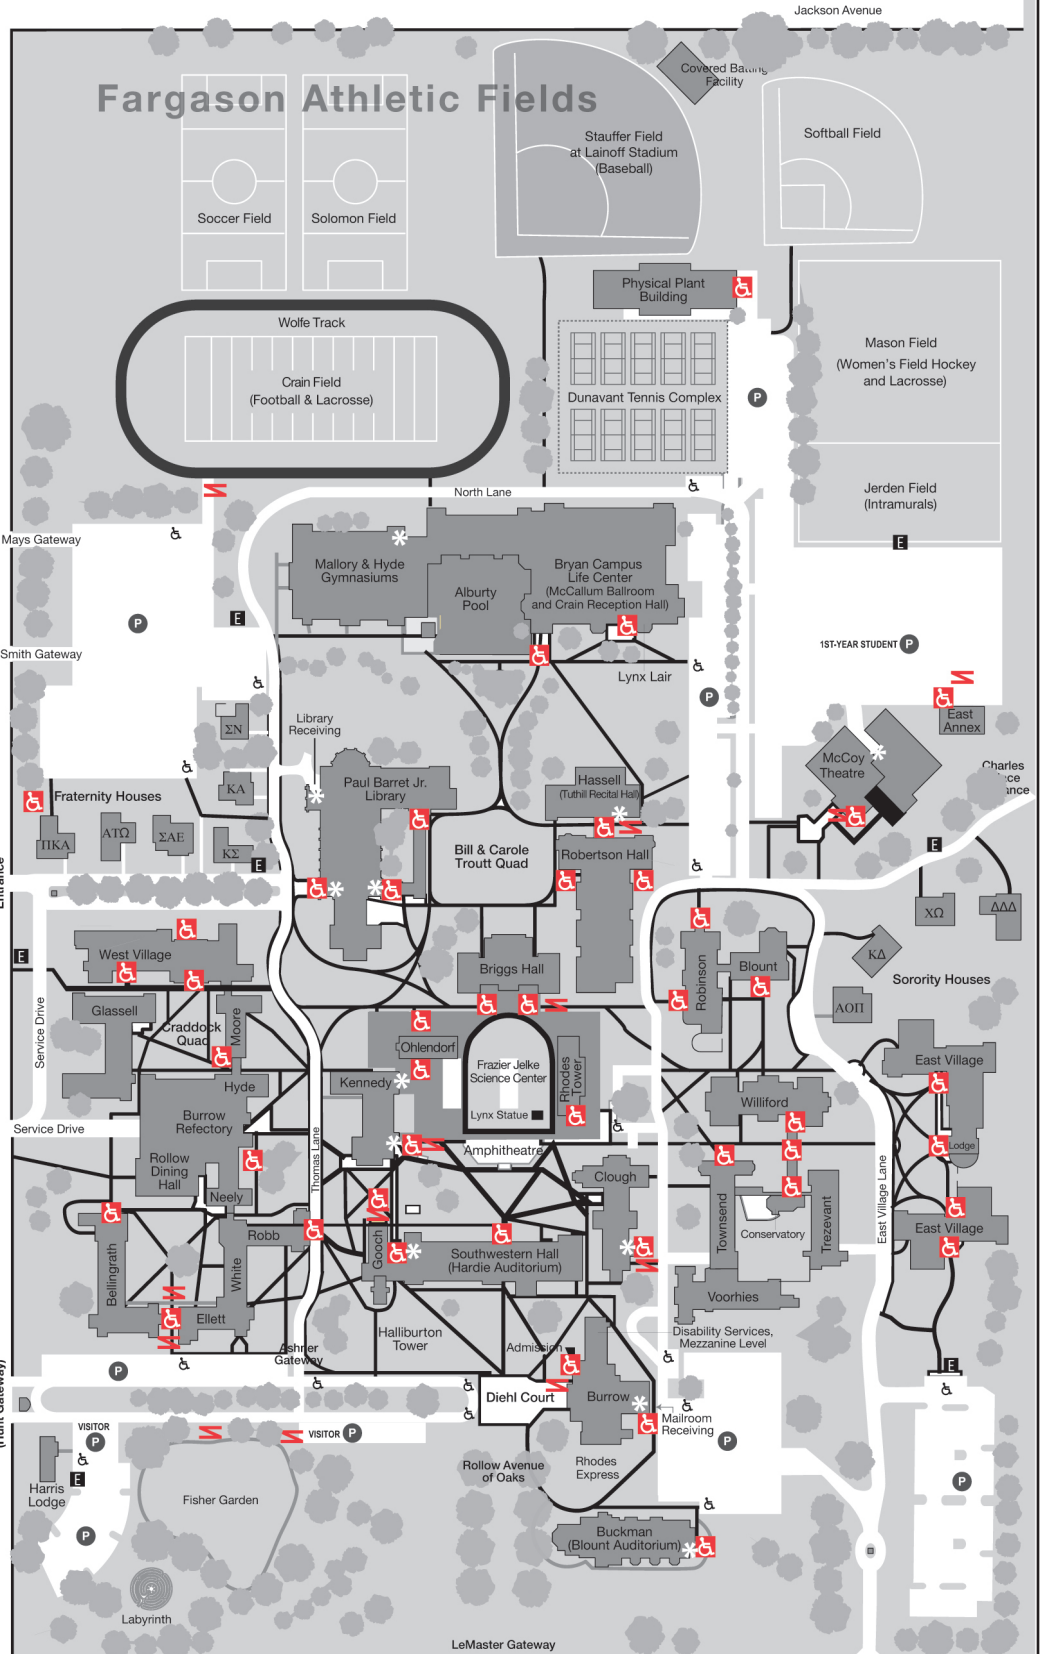 Jackson Avenue
Fargason Athletic Fields
Covered Batting
Facility
Stauffer Field
at Lainoff Stadium
(Baseball)
Softball Field
Soccer Field
Solomon Field
Physical Plant
Building
Wolfe Track
Crain Field
(Football & Lacrosse)
Mason Field
(Women's Field Hockey
and Lacrosse)
Dunavant Tennis Complex
P
Jerden Field
(Intramurals)
North Lane
Mays Gateway
E
Mallory & Hyde
Gymnasiums
Alburty
Pool
Bryan Campus
Life Center
(McCallum Ballroom
and Crain Reception Hall)
P
E
Smith Gateway
1ST-YEAR STUDENT P
Lynx Lair
P
East
Annex
ΣΝ
Library
Receiving
McCoy
Theatre
Charles
Place
Entrance
Fraternity Houses
ΚΑ
Paul Barret Jr.
Library
Hassell
(Tuthill Recital Hall)
ΠΚΑ
ΑΤΩ
ΣΑΕ
ΚΣ
E
Bill & Carole
Troutt Quad
Robertson Hall
E
Entrance
ΧΩ
ΔΔΔ
E
West Village
Briggs Hall
Robinson
Blount
ΚΔ
Sorority Houses
Glassell
Craddock
Quad
Moore
ΑΟΠ
Service Drive
Ohlendorf
Frazier Jelke
Science Center
Rhodes
Tower
East Village
Hyde
Kennedy
Lynx Statue
Williford
Burrow
Refectory
Service Drive
Amphitheatre
Lodge
Rollow
Dining
Hall
Thomas Lane
Clough
East Village Lane
Neely
Townsend
Trezevant
Conservatory
East Village
Robb
Gooch
Southwestern Hall
(Hardie Auditorium)
Bellingrath
White
Voorhies
Ellett
Halliburton
Tower
Admission
Disability Services,
Mezzanine Level
Ashner
Gateway
P
E
(Hunt Gateway)
Diehl Court
Burrow
Mailroom
Receiving
VISITOR
P
VISITOR P
P
Harris
Lodge
E
Rollow Avenue
of Oaks
Rhodes
Express
P
Fisher Garden
P
Buckman
(Blount Auditorium)
Labyrinth
LeMaster Gateway